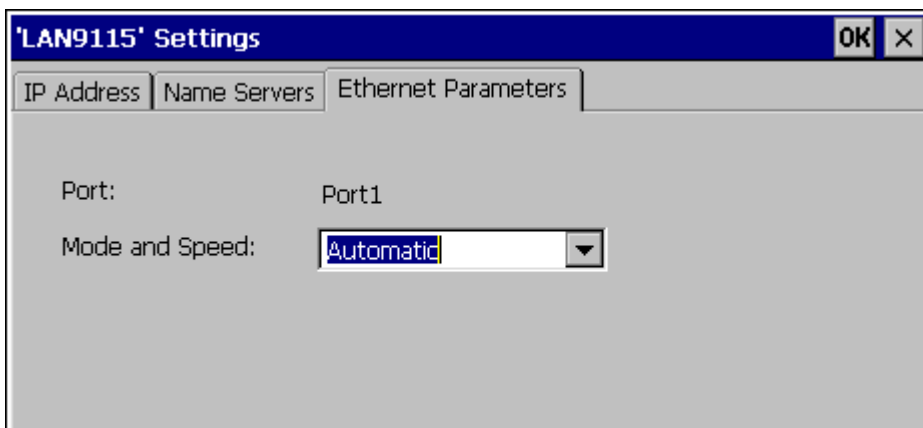 'LAN9115' Settings OK ×
IP Address Name Servers Ethernet Parameters
Port: Port1
Mode and Speed: Automatic